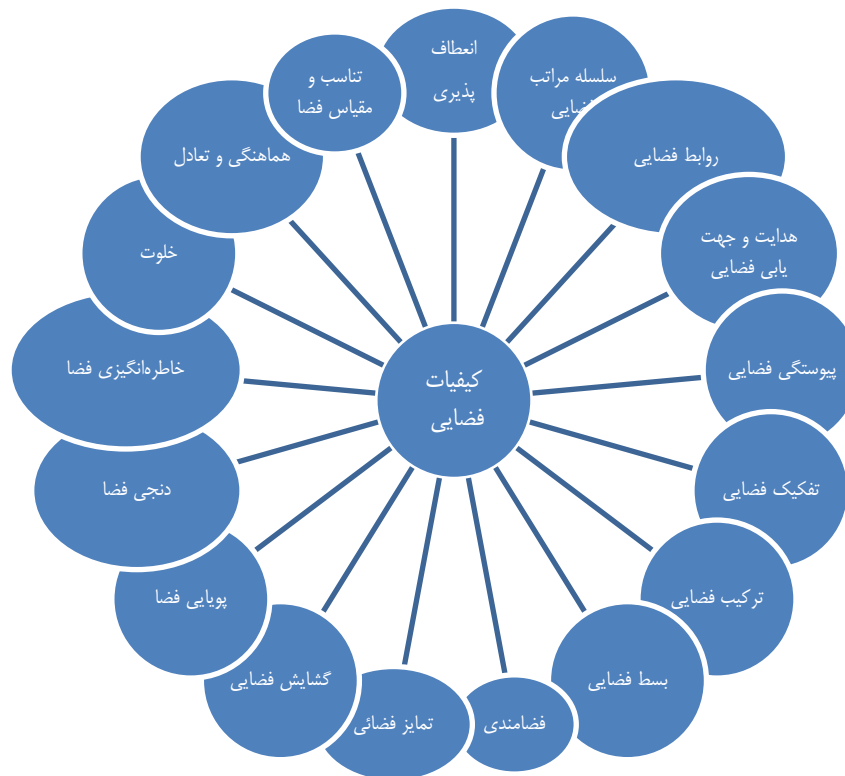 انعطاف
پذیری
سلسله مراتب
فضایی
روابط فضایی
هدایت و جهت
یابی فضایی
پیوستگی فضایی
تفکیک فضایی
ترکیب فضایی
بسط فضایی
فضامندی
تمایز فضائی
گشایش فضایی
پویایی فضا
دنجی فضا
خاطره‌انگیزی فضا
خلوت
هماهنگی و تعادل
تناسب و
مقیاس فضا
کیفیات
فضایی